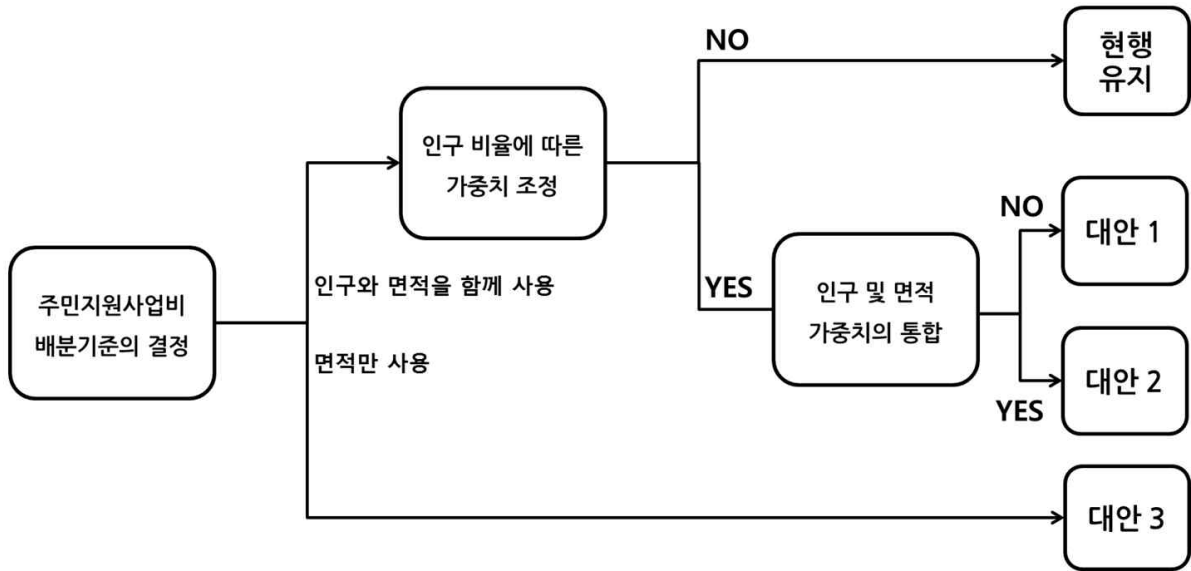 주민지원사업비
배분기준의 결정
인구와 면적을 함께 사용
면적만 사용
인구 비율에 따른
가중치 조정
NO
YES
현행
유지
인구 및 면적
가중치의 통합
NO
YES
대안 1
대안 2
대안 3